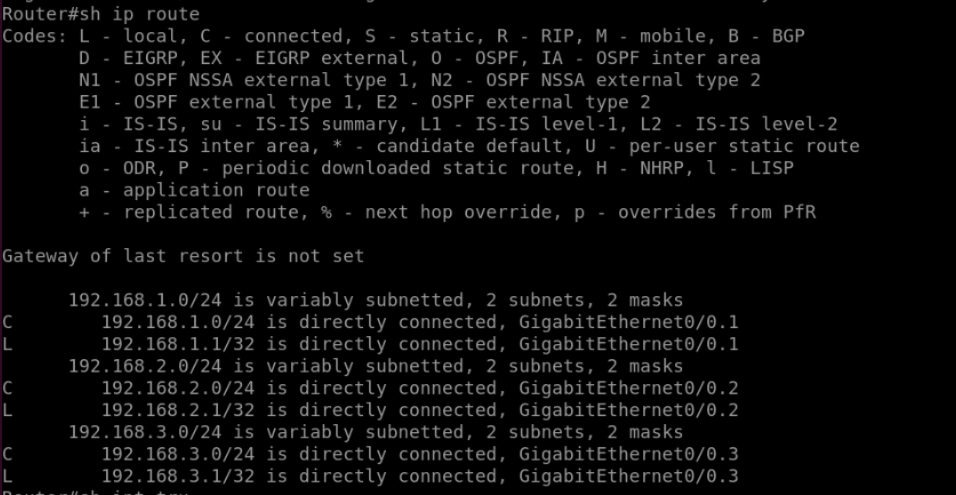 Router#sh ip route
Codes: L - local, C - connected, S - static, R - RIP, M - mobile, B - BGP
       D - EIGRP, EX - EIGRP external, O - OSPF, IA - OSPF inter area
       N1 - OSPF NSSA external type 1, N2 - OSPF NSSA external type 2
       E1 - OSPF external type 1, E2 - OSPF external type 2
       i - IS-IS, su - IS-IS summary, L1 - IS-IS level-1, L2 - IS-IS level-2
       ia - IS-IS inter area, * - candidate default, U - per-user static route
       o - ODR, P - periodic downloaded static route, H - NHRP, l - LISP
       a - application route
       + - replicated route, % - next hop override, p - overrides from PfR
Gateway of last resort is not set
      192.168.1.0/24 is variably subnetted, 2 subnets, 2 masks
C        192.168.1.0/24 is directly connected, GigabitEthernet0/0.1
L        192.168.1.1/32 is directly connected, GigabitEthernet0/0.1
      192.168.2.0/24 is variably subnetted, 2 subnets, 2 masks
C        192.168.2.0/24 is directly connected, GigabitEthernet0/0.2
L        192.168.2.1/32 is directly connected, GigabitEthernet0/0.2
      192.168.3.0/24 is variably subnetted, 2 subnets, 2 masks
C        192.168.3.0/24 is directly connected, GigabitEthernet0/0.3
L        192.168.3.1/32 is directly connected, GigabitEthernet0/0.3